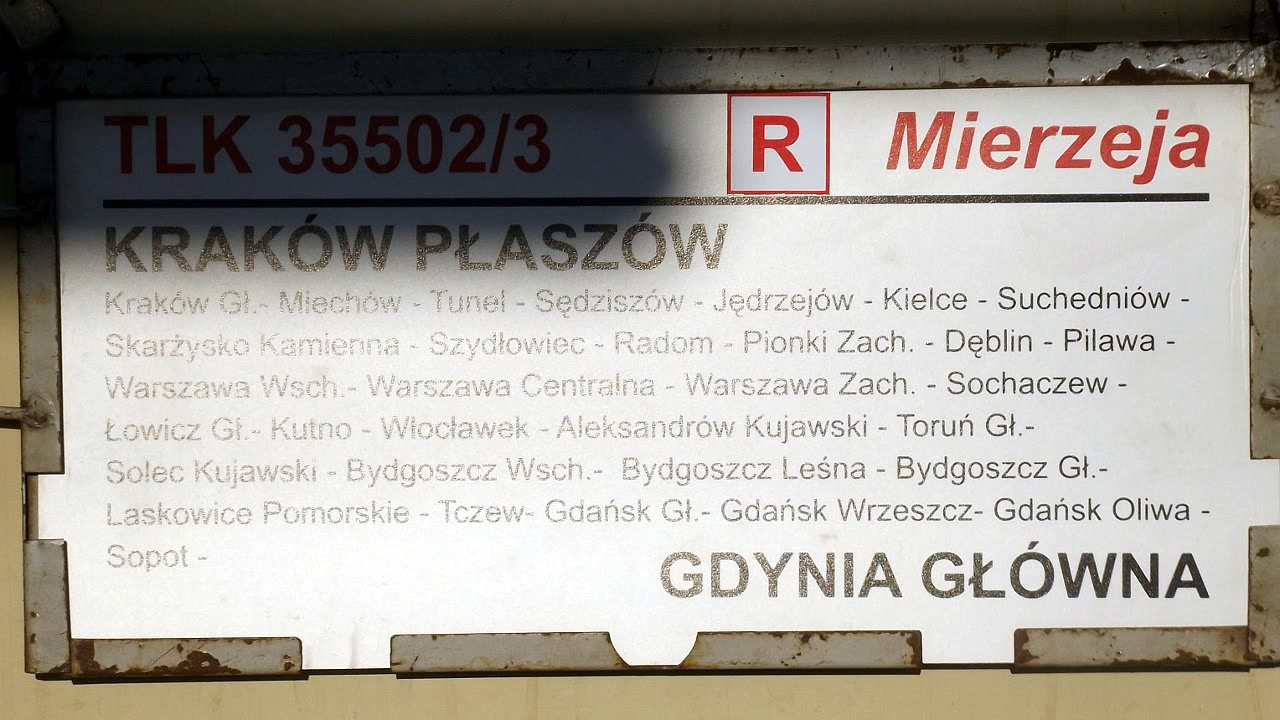 TLK 35502/3 R Mierzeja
KRAKÓW PŁASZÓW
Kraków Gł.- Miechów - Tunel - Sędziszów - Jędrzejów - Kielce - Suchedniów -
Skarżysko Kamienna - Szydłowiec - Radom - Pionki Zach. - Dęblin - Pilawa -
Warszawa Wsch.- Warszawa Centralna - Warszawa Zach. - Sochaczew -
Łowicz Gł.- Kutno - Włocławek - Aleksandrów Kujawski - Toruń Gł.-
Solec Kujawski - Bydgoszcz Wsch.- Bydgoszcz Leśna - Bydgoszcz Gł.-
Laskowice Pomorskie - Tczew- Gdańsk Gł.- Gdańsk Wrzeszcz- Gdańsk Oliwa -
Sopot -
GDYNIA GŁÓWNA